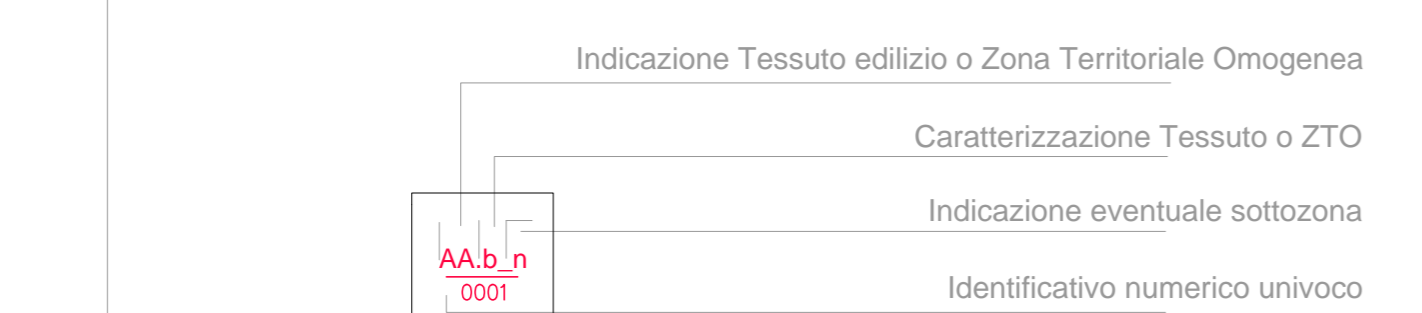 Indicazione Tessuto edilizio o Zona Territoriale Omogenea
Caratterizzazione Tessuto o ZTO
Indicazione eventuale sottozona
AA.b_n
0001
Identificativo numerico univoco